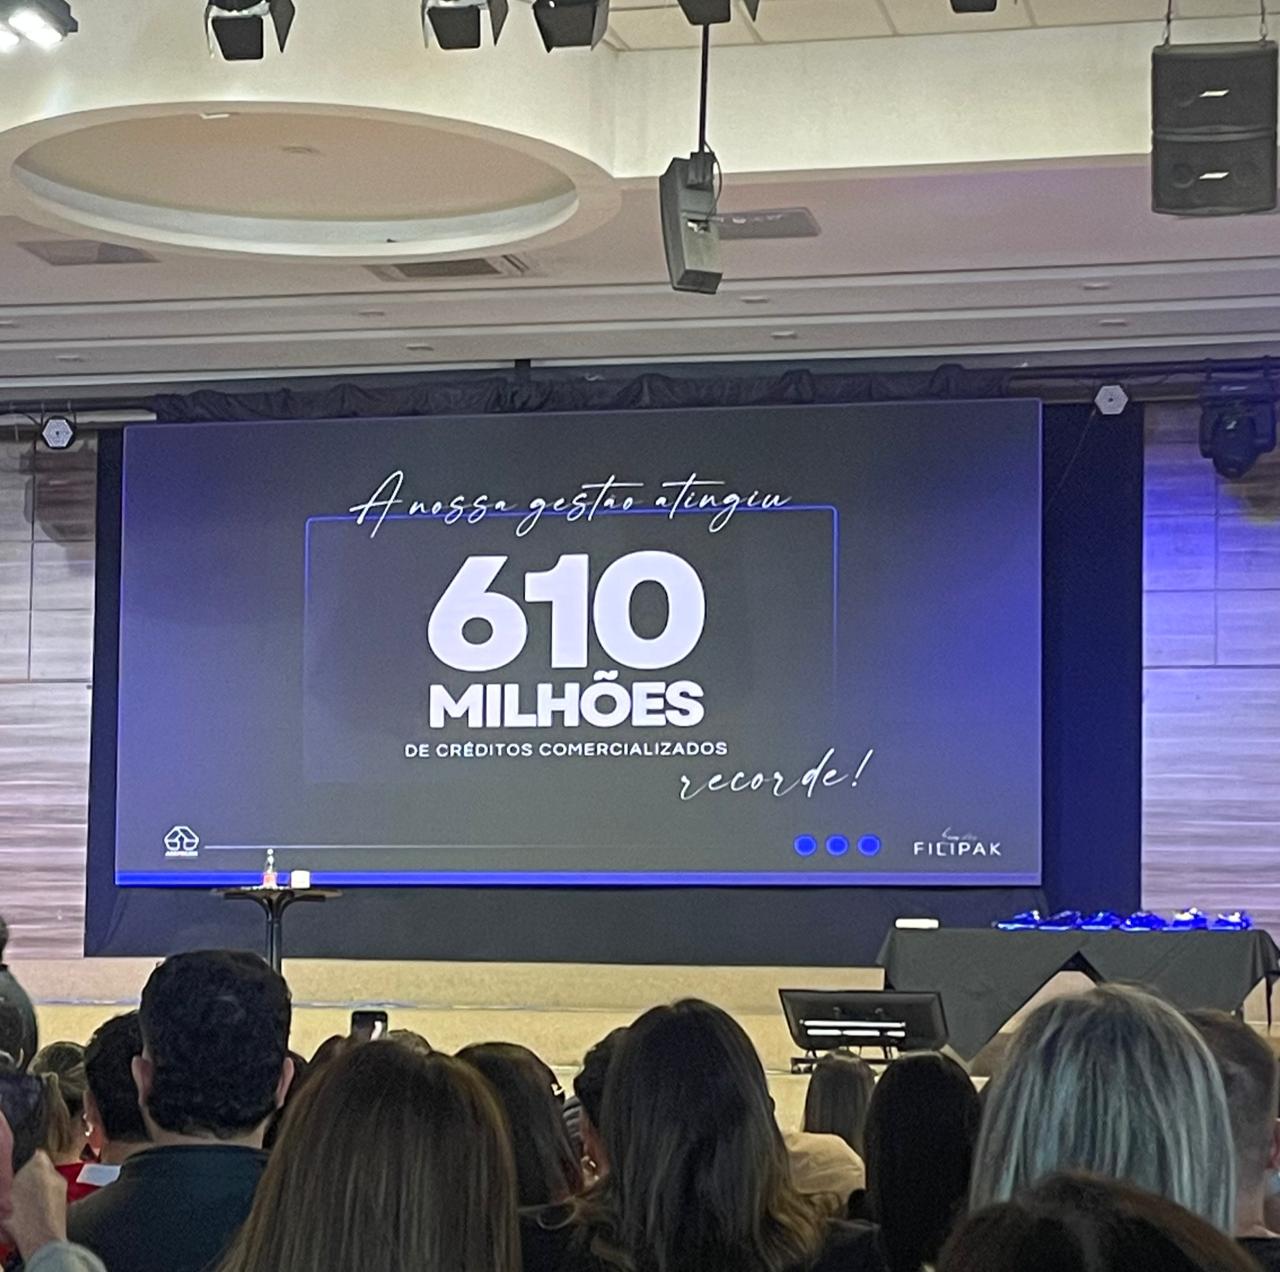 A nossa gestão atingiu
610
MILHÕES
DE CRÉDITOS COMERCIALIZADOS
recorde!
FILIPAK